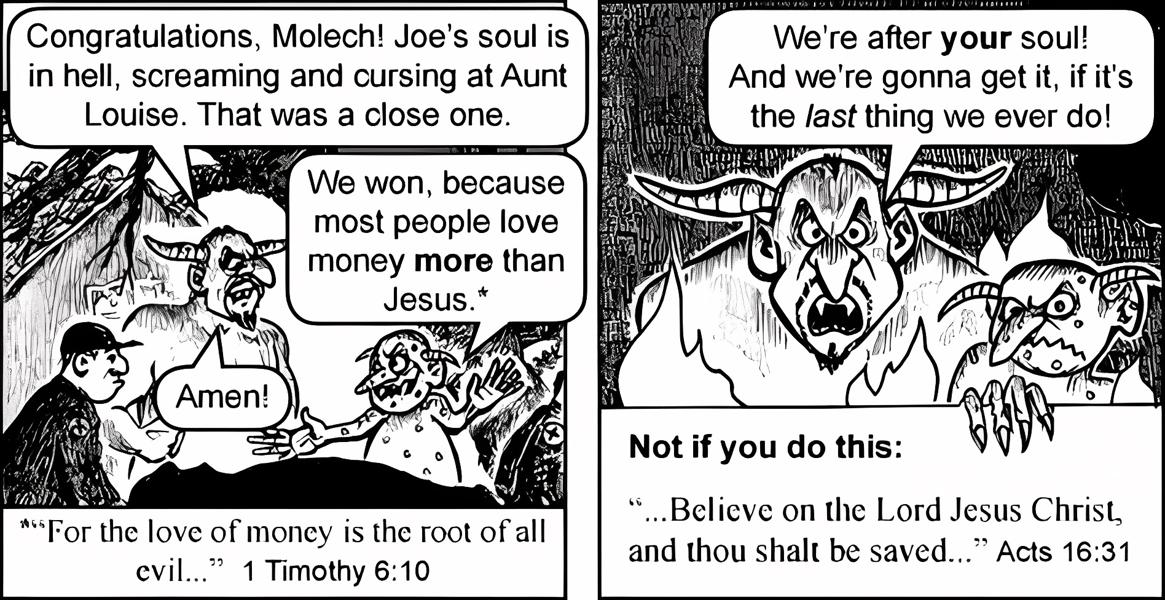 Congratulations, Molech! Joe's soul is
in hell, screaming and cursing at Aunt
Louise. That was a close one.
We won, because
most people love
money more than
Jesus.*
Amen!
*“For the love of money is the root of all
evil...” 1 Timothy 6:10
We're after your soul!
And we're gonna get it, if it's
the last thing we ever do!
Not if you do this:
“...Believe on the Lord Jesus Christ,
and thou shalt be saved...” Acts 16:31